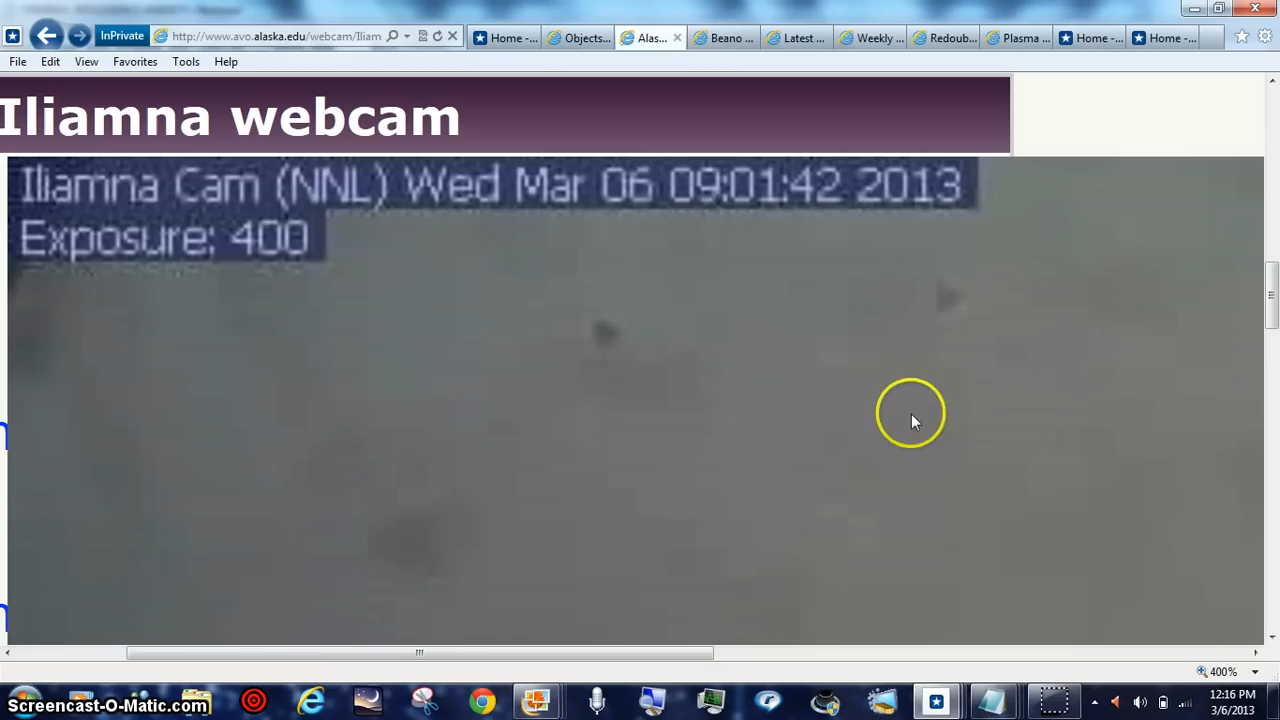 InPrivate
http://www.avo.alaska.edu/webcam/Iliam
Home -...
Objects...
Alas...
Beano ...
Latest ...
Weekly ...
Redoub...
Plasma ...
Home -...
Home -...
File Edit View Favorites Tools Help
Iliamna webcam
Iliamna Cam (NNL) Wed Mar 06 09:01:42 2013
Exposure: 400
400%
12:16 PM
3/6/2013
Screencast-O-Matic.com